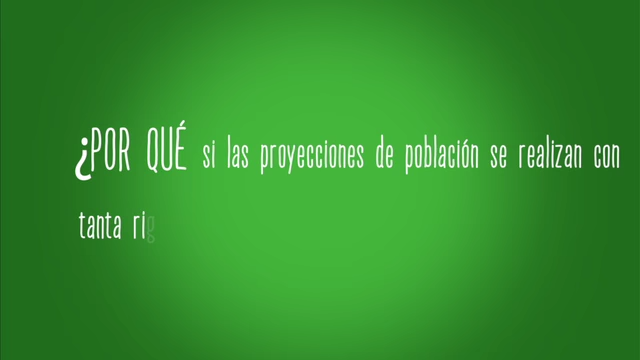 ¿POR QUÉ si las proyecciones de población se realizan con
tanta rig